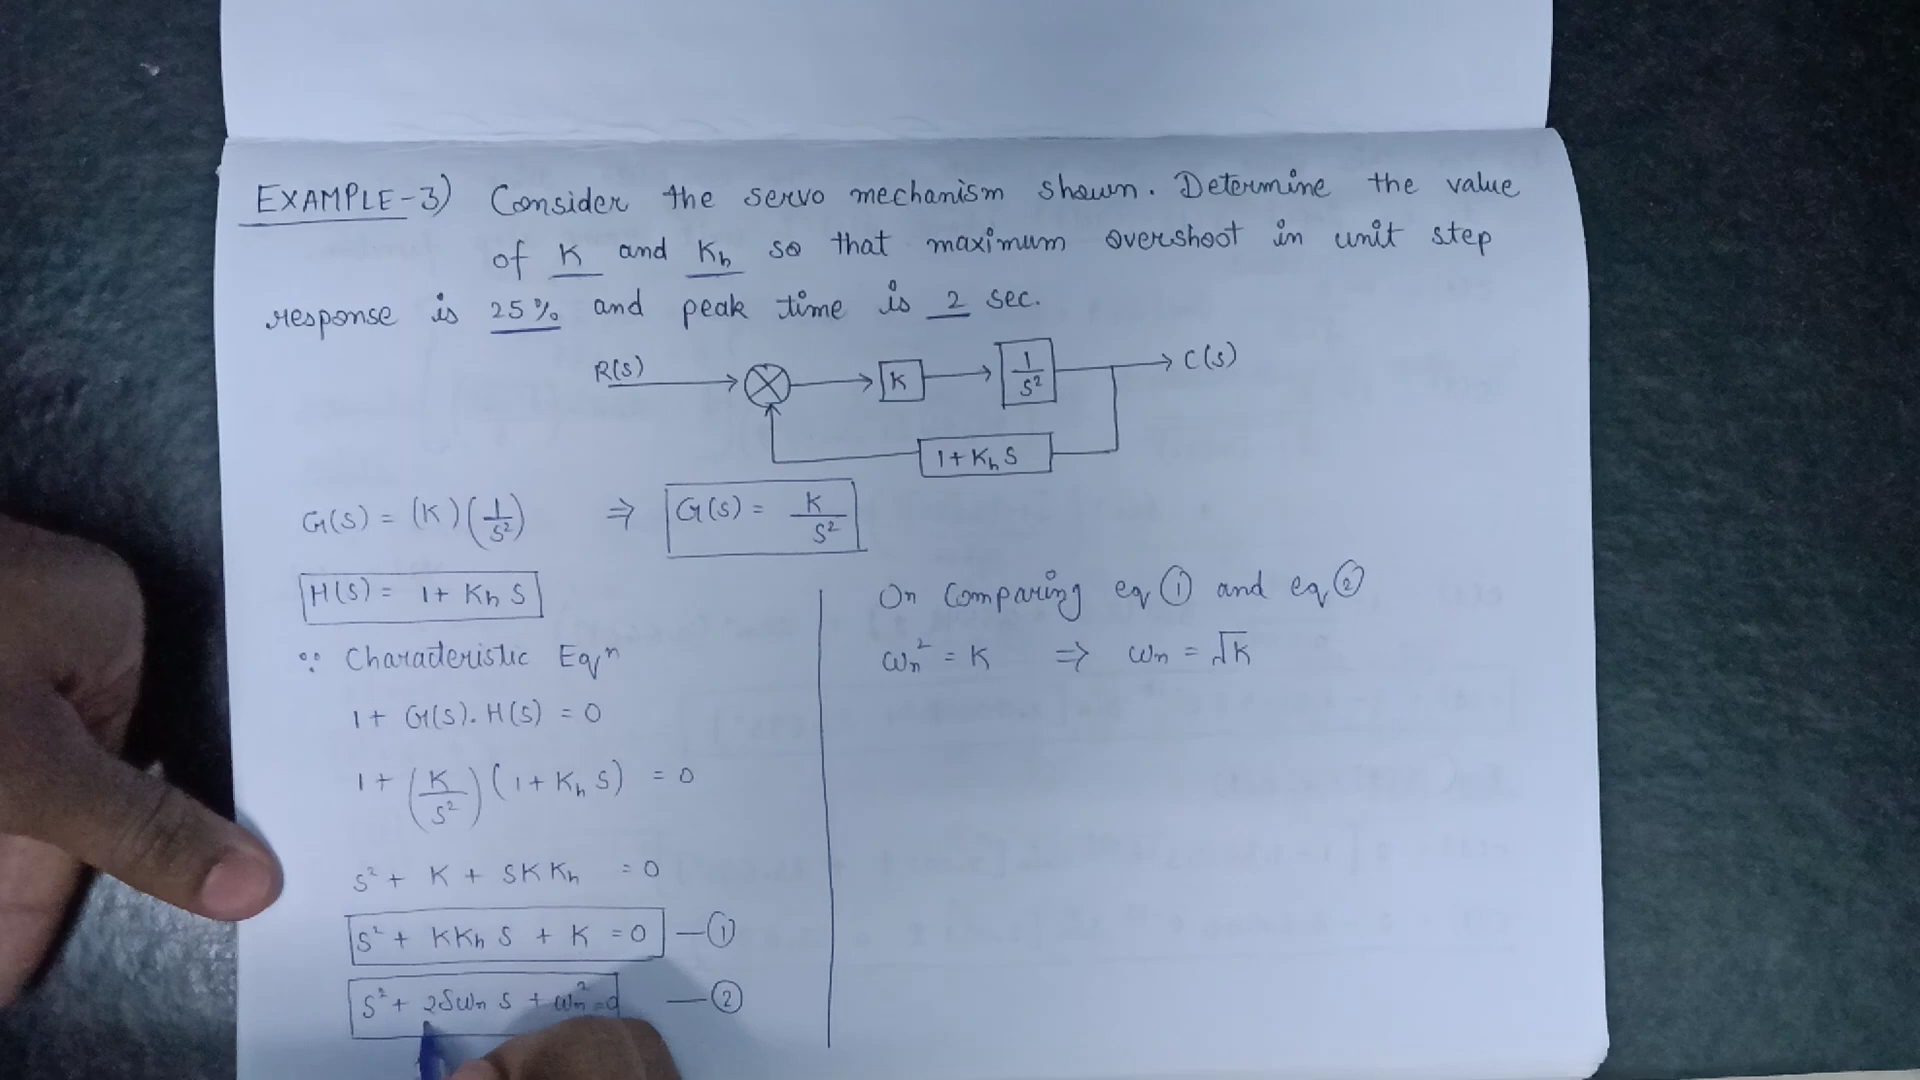 EXAMPLE-3) Consider the servo mechanism shown. Determine the value
of K and Kh so that maximum overshoot in unit step
response is 25% and peak time is 2 sec.
R(S) K 1/S² C(S)
1+KhS
G(S) = (K)(1/S²) ⇒ G(S) = K/S²
H(S) = 1+ Kh S
∵ Characteristic Eqⁿ
1+ G(S). H(S) = 0
1+ (K/S²)(1+Kh S) = 0
S² + K + SKKh = 0
S² + KKh S + K = 0 —①
S² + 2δωn S + ωn² = 0 —②
On Comparing eq ① and eq ②
ωn² = K ⇒ ωn = √K